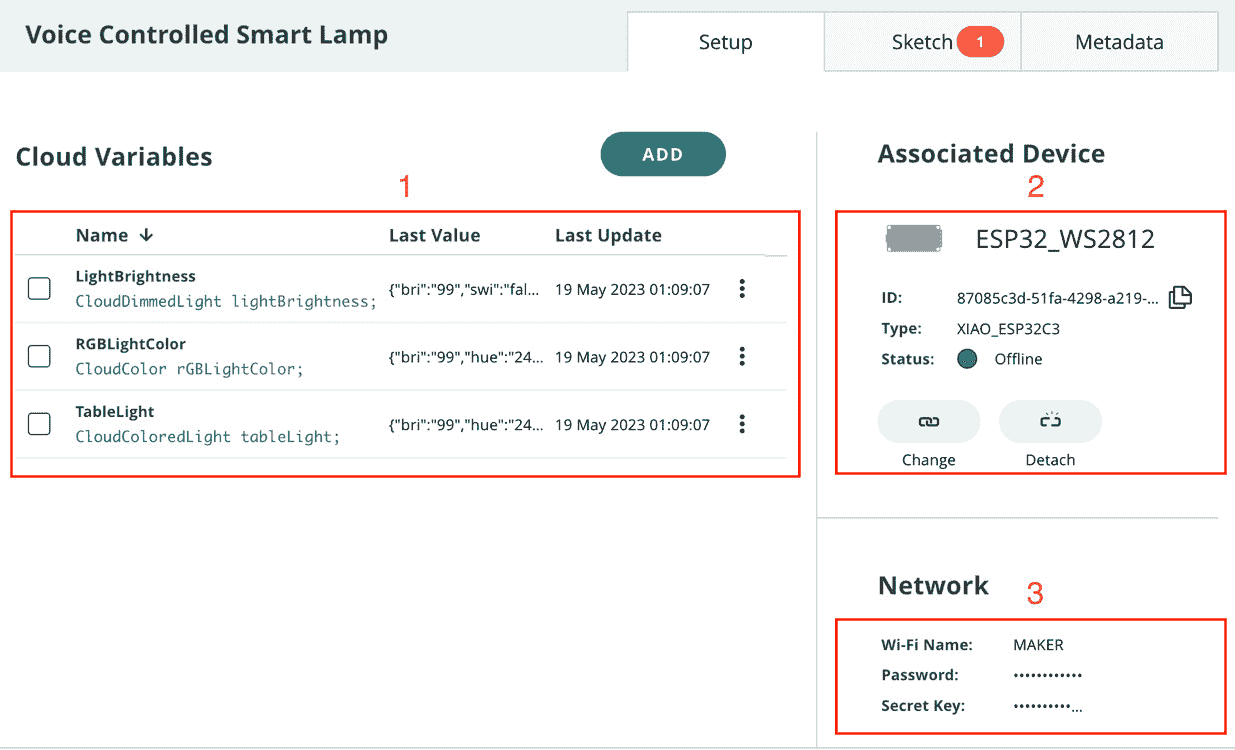 Voice Controlled Smart Lamp
Setup
Sketch 1
Metadata
Cloud Variables
ADD
1
Name Last Value Last Update
LightBrightness
CloudDimmedLight lightBrightness;
{"bri":"99","swi":"fal... 19 May 2023 01:09:07
RGBLightColor
CloudColor rGBLightColor;
{"bri":"99","hue":"24... 19 May 2023 01:09:07
TableLight
CloudColoredLight tableLight;
{"bri":"99","hue":"24... 19 May 2023 01:09:07
Associated Device
2
ESP32_WS2812
ID: 87085c3d-51fa-4298-a219-...
Type: XIAO_ESP32C3
Status: Offline
Change Detach
Network
3
Wi-Fi Name: MAKER
Password: ••••••••••••
Secret Key: ••••••••••...